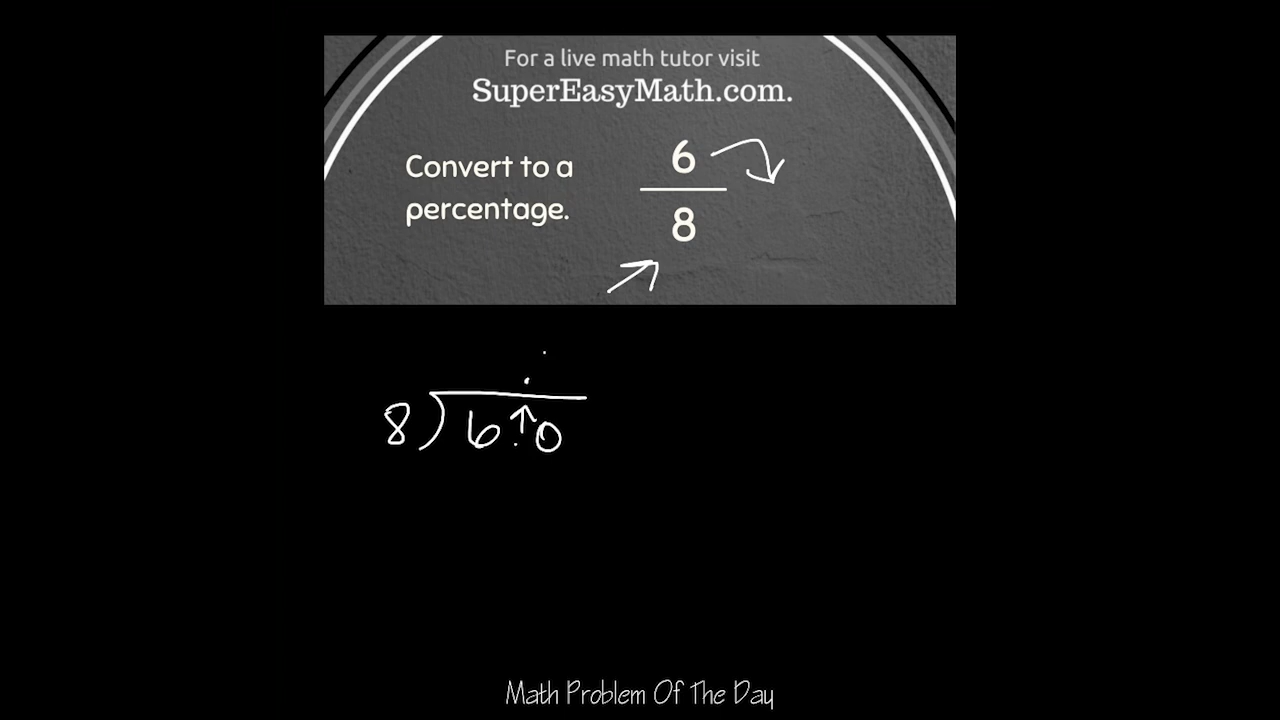 For a live math tutor visit
SuperEasyMath.com.
Convert to a
percentage.
6
8
.
8)6.0
Math Problem Of The Day